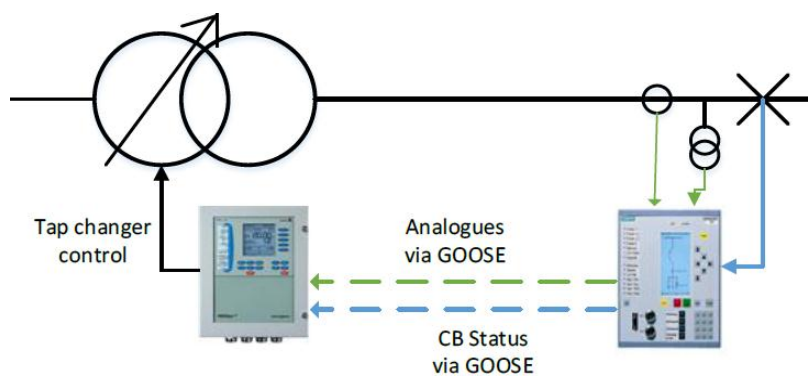 Tap changer
control
Analogues
via GOOSE
CB Status
via GOOSE